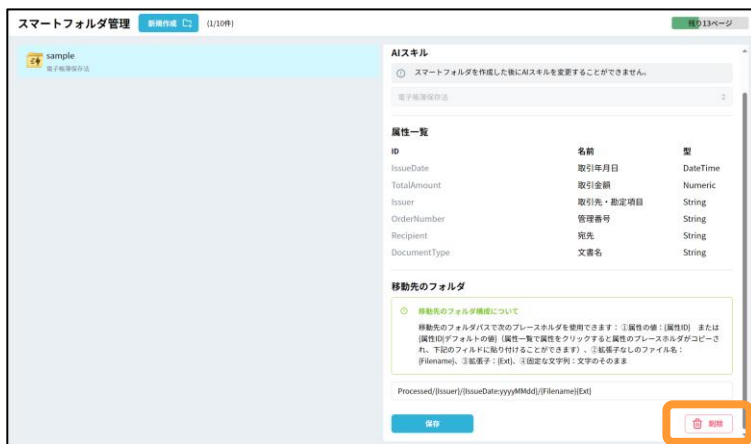 スマートフォルダ管理 新規作成 (1/10件) 残り13ページ
sample
電子帳簿保存法
AIスキル
スマートフォルダを作成した後にAIスキルを変更することができません。
電子帳簿保存法
属性一覧
ID 名前 型
IssueDate 取引年月日 DateTime
TotalAmount 取引金額 Numeric
Issuer 取引先・勘定項目 String
OrderNumber 管理番号 String
Recipient 宛先 String
DocumentType 文書名 String
移動先のフォルダ
移動先のフォルダ構成について
移動先のフォルダパスで次のプレースホルダを使用できます：①属性の値：{属性ID} または
{属性ID|デフォルトの値}（属性一覧で属性をクリックすると属性のプレースホルダがコピーさ
れ、下記のフィルドに貼り付けることができます）、②拡張子なしのファイル名：
{Filename}、③拡張子：{Ext}、④固定な文字列：文字のそのまま
Processed/{Issuer}/{IssueDate:yyyyMMdd}/{Filename}{Ext}
保存 削除